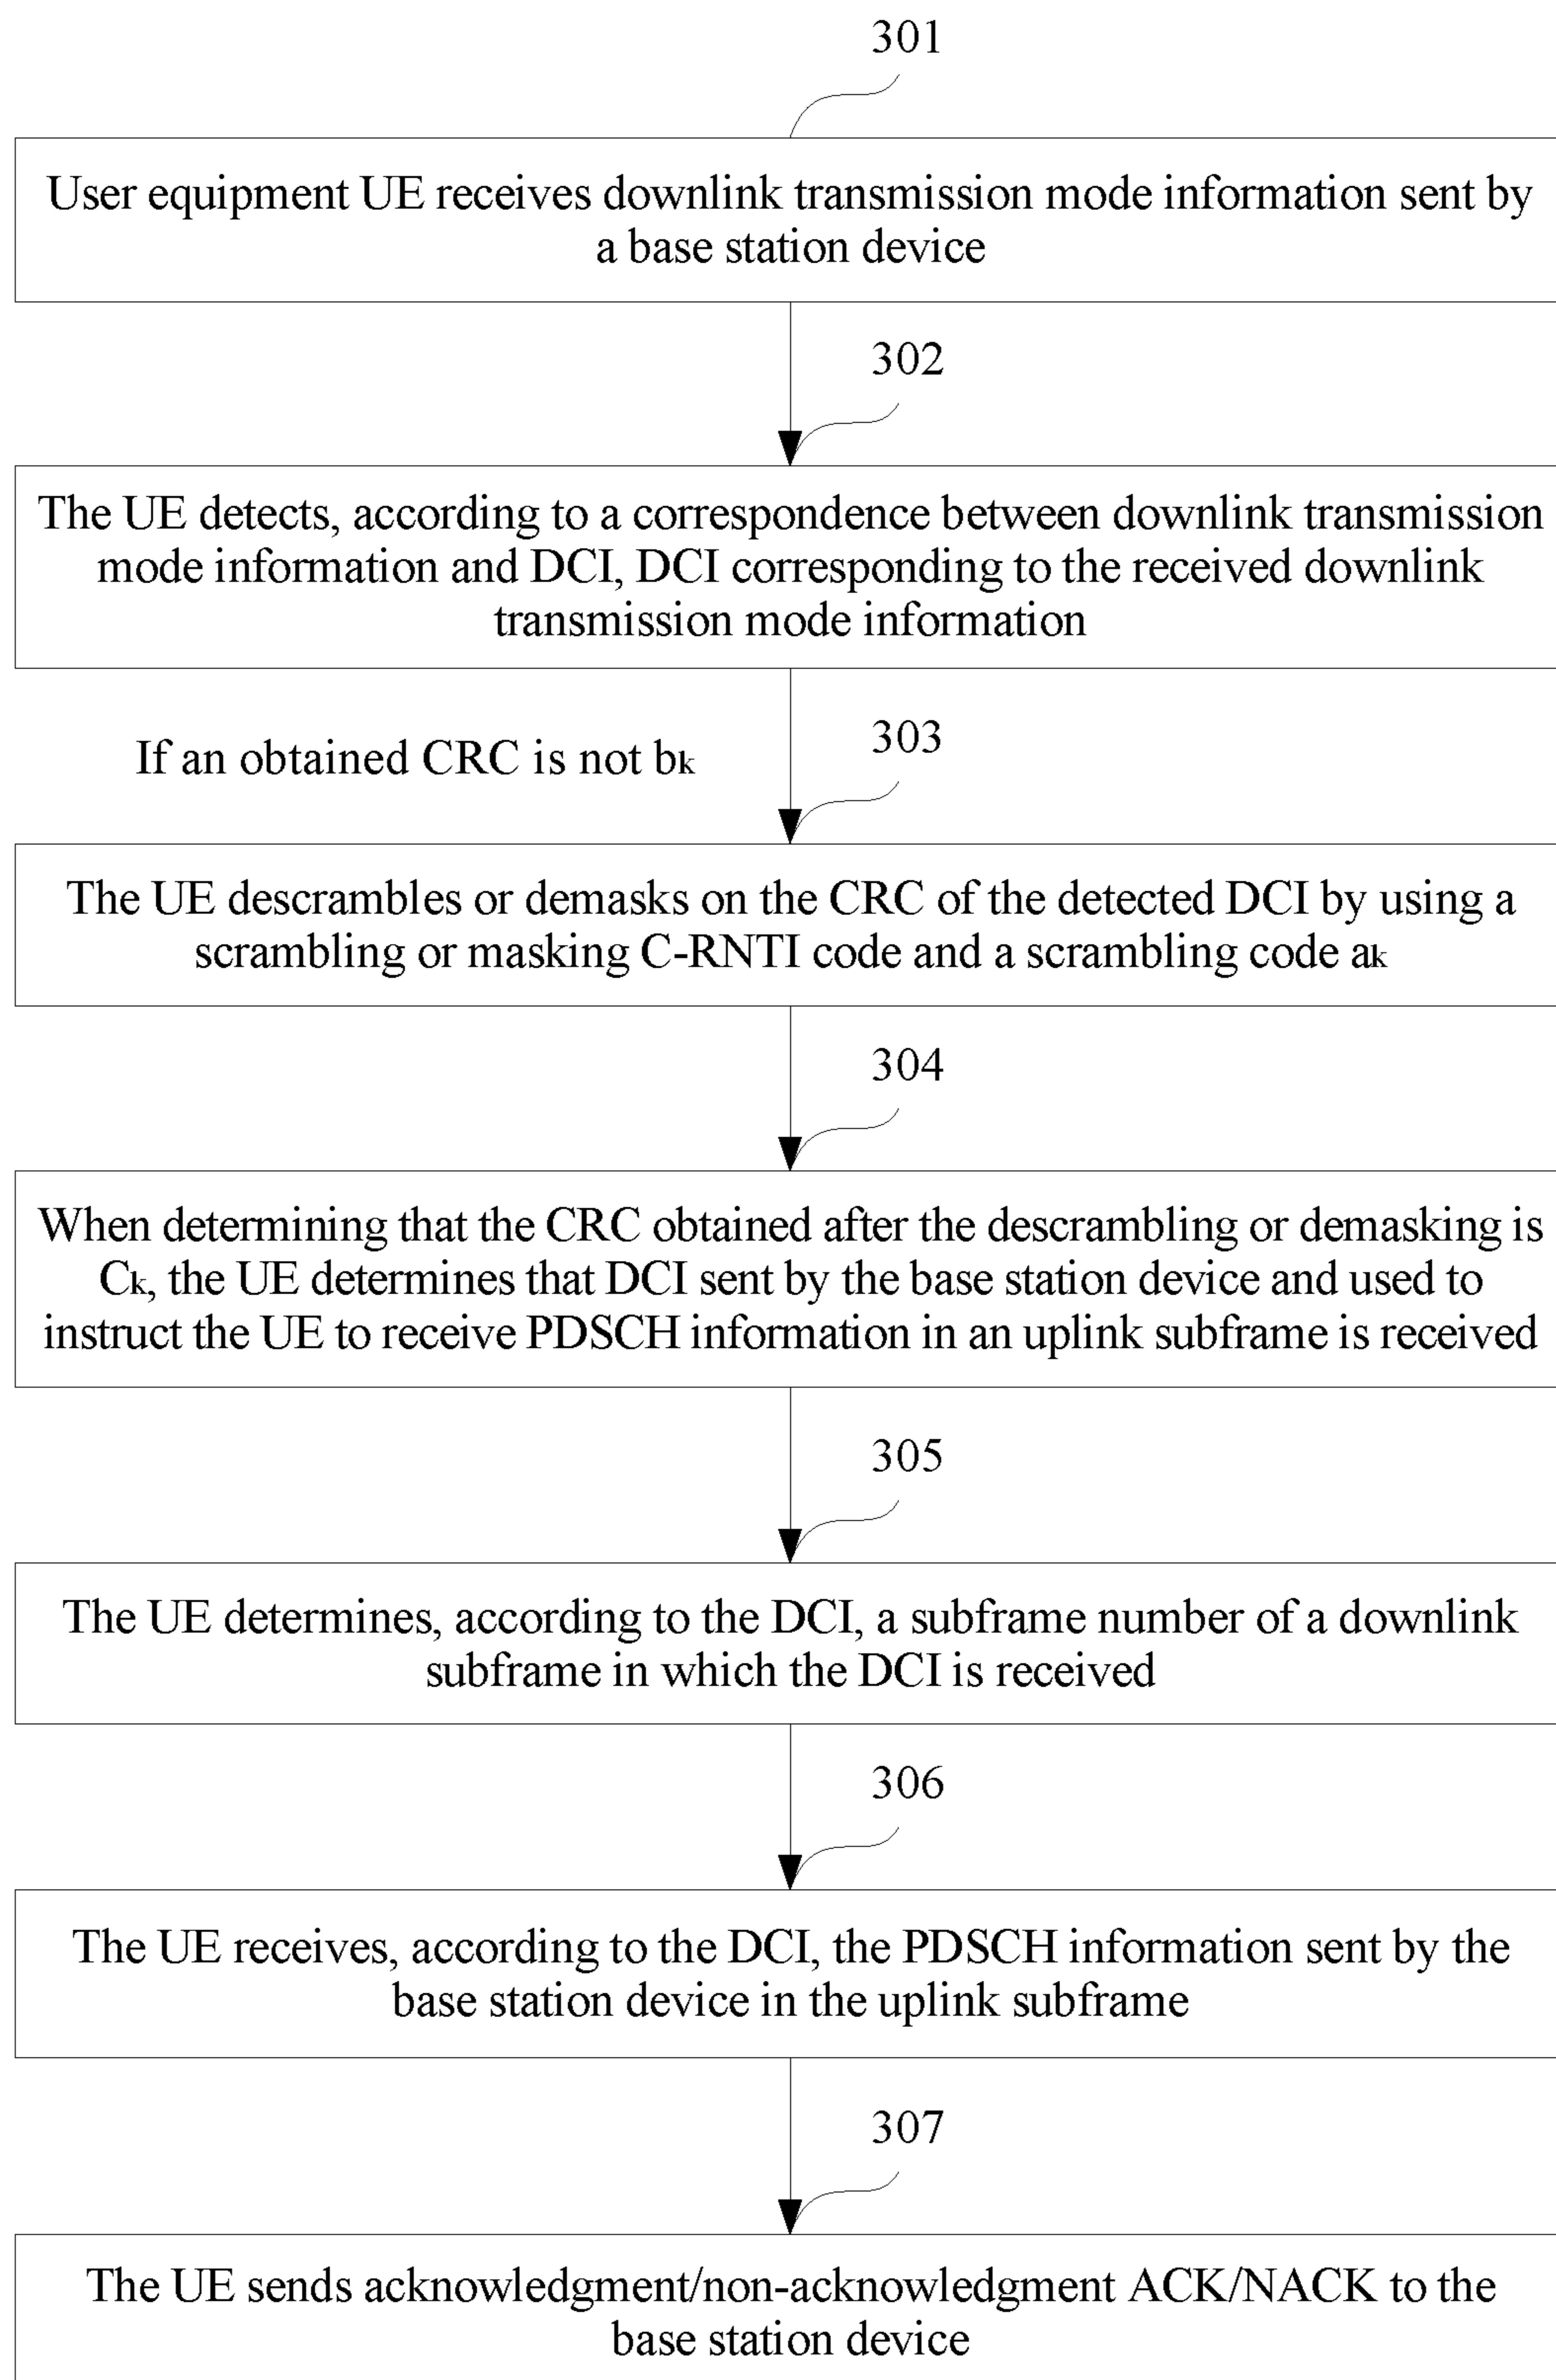 301
User equipment UE receives downlink transmission mode information sent by
a base station device
302
The UE detects, according to a correspondence between downlink transmission
mode information and DCI, DCI corresponding to the received downlink
transmission mode information
If an obtained CRC is not bk
303
The UE descrambles or demasks on the CRC of the detected DCI by using a
scrambling or masking C-RNTI code and a scrambling code ak
304
When determining that the CRC obtained after the descrambling or demasking is
Ck, the UE determines that DCI sent by the base station device and used to
instruct the UE to receive PDSCH information in an uplink subframe is received
305
The UE determines, according to the DCI, a subframe number of a downlink
subframe in which the DCI is received
306
The UE receives, according to the DCI, the PDSCH information sent by the
base station device in the uplink subframe
307
The UE sends acknowledgment/non-acknowledgment ACK/NACK to the
base station device